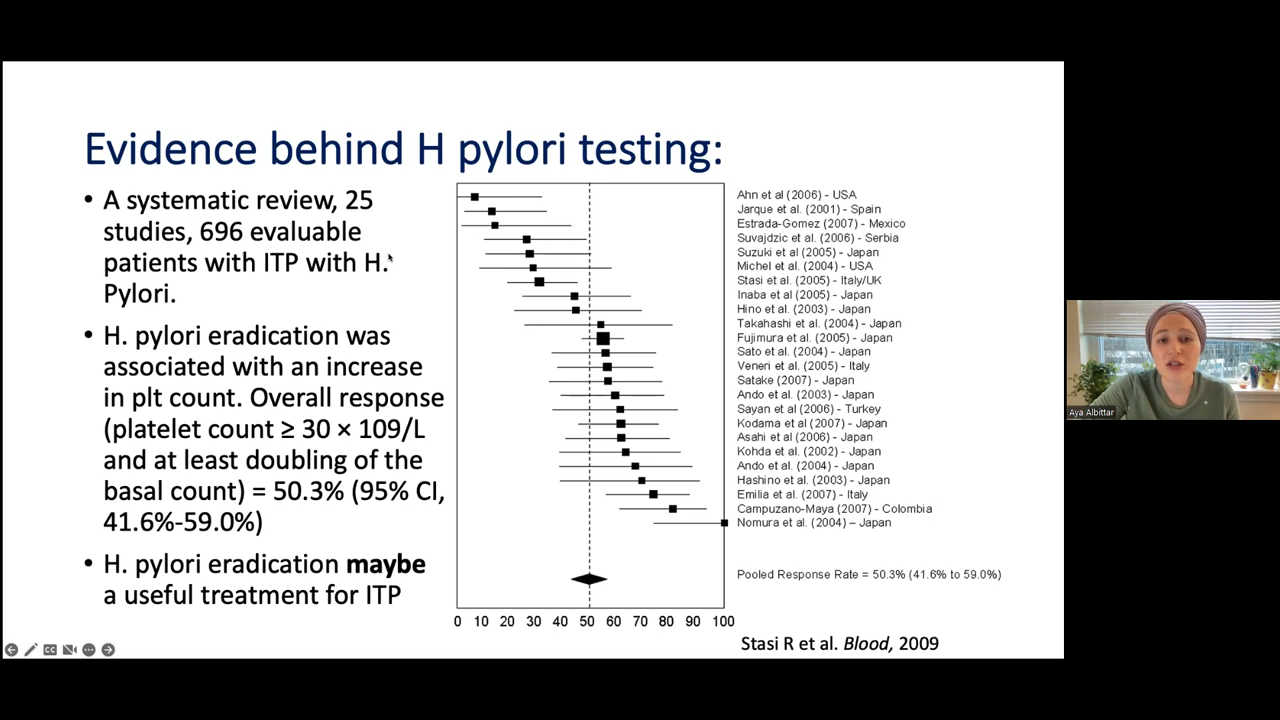 Evidence behind H pylori testing:
• A systematic review, 25
studies, 696 evaluable
patients with ITP with H.
Pylori.
• H. pylori eradication was
associated with an increase
in plt count. Overall response
(platelet count ≥ 30 × 109/L
and at least doubling of the
basal count) = 50.3% (95% CI,
41.6%-59.0%)
• H. pylori eradication maybe
a useful treatment for ITP
Ahn et al (2006) - USA
Jarque et al. (2001) - Spain
Estrada-Gomez (2007) - Mexico
Suvajdzic et al. (2006) - Serbia
Suzuki et al (2005) - Japan
Michel et al. (2004) - USA
Stasi et al. (2005) - Italy/UK
Inaba et al (2005) - Japan
Hino et al. (2003) - Japan
Takahashi et al. (2004) - Japan
Fujimura et al. (2005) - Japan
Sato et al. (2004) - Japan
Veneri et al. (2005) - Italy
Satake (2007) - Japan
Ando et al. (2003) - Japan
Sayan et al (2006) - Turkey
Kodama et al (2007) - Japan
Asahi et al (2006) - Japan
Kohda et al. (2002) - Japan
Ando et al. (2004) - Japan
Hashino et al. (2003) - Japan
Emilia et al. (2007) - Italy
Campuzano-Maya (2007) - Colombia
Nomura et al. (2004) – Japan
Pooled Response Rate = 50.3% (41.6% to 59.0%)
0 10 20 30 40 50 60 70 80 90 100
Stasi R et al. Blood, 2009
CC
Aya Albittar